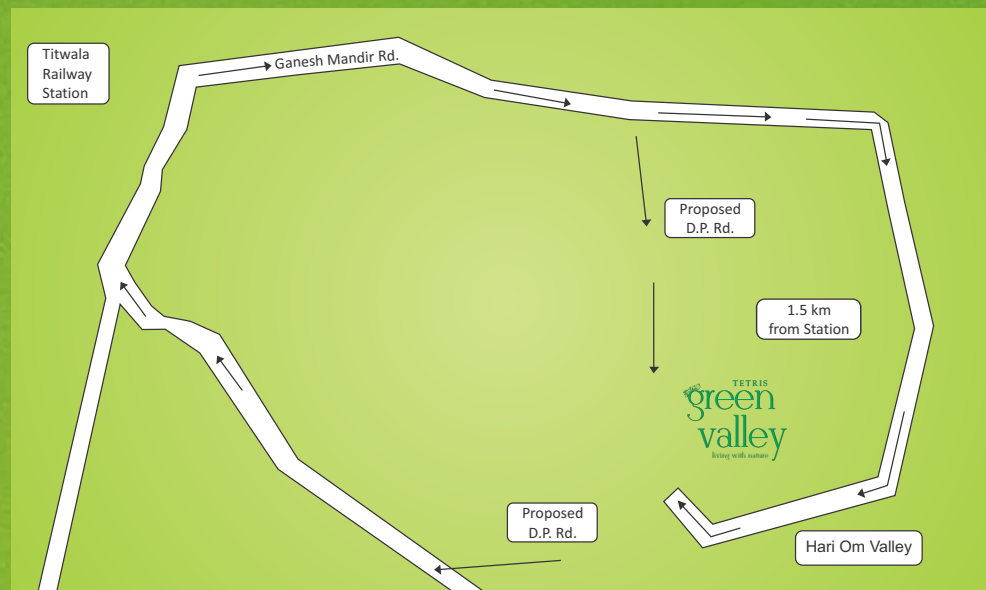 Titwala
Railway
Station
Ganesh Mandir Rd.
Proposed
D.P. Rd.
1.5 km
from Station
TETRIS
green
valley
living with nature
Proposed
D.P. Rd.
Hari Om Valley